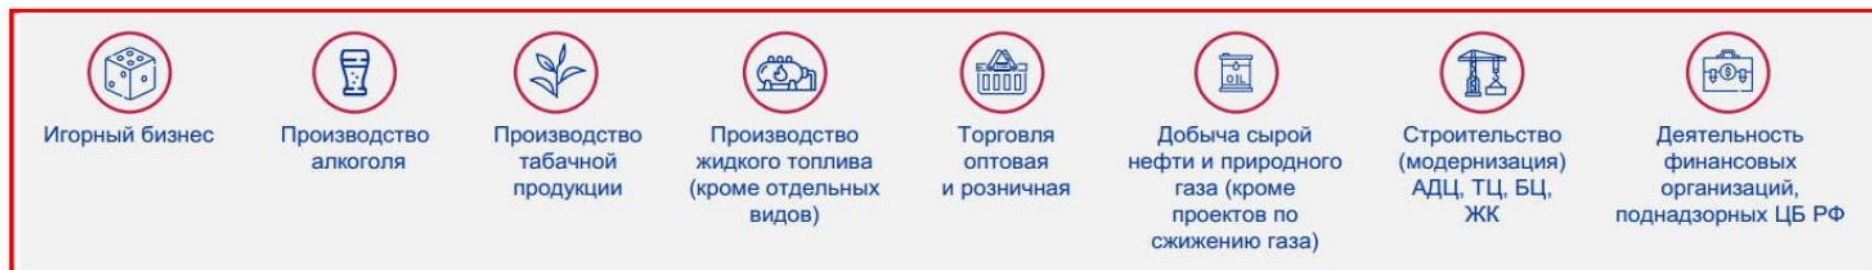 OIL
Игорный бизнес
Производство
алкоголя
Производство
табачной
продукции
Производство
жидкого топлива
(кроме отдельных
видов)
Торговля
оптовая
и розничная
Добыча сырой
нефти и природного
газа (кроме
проектов по
сжижению газа)
Строительство
(модернизация)
АДЦ, ТЦ, БЦ,
ЖК
Деятельность
финансовых
организаций,
поднадзорных ЦБ РФ